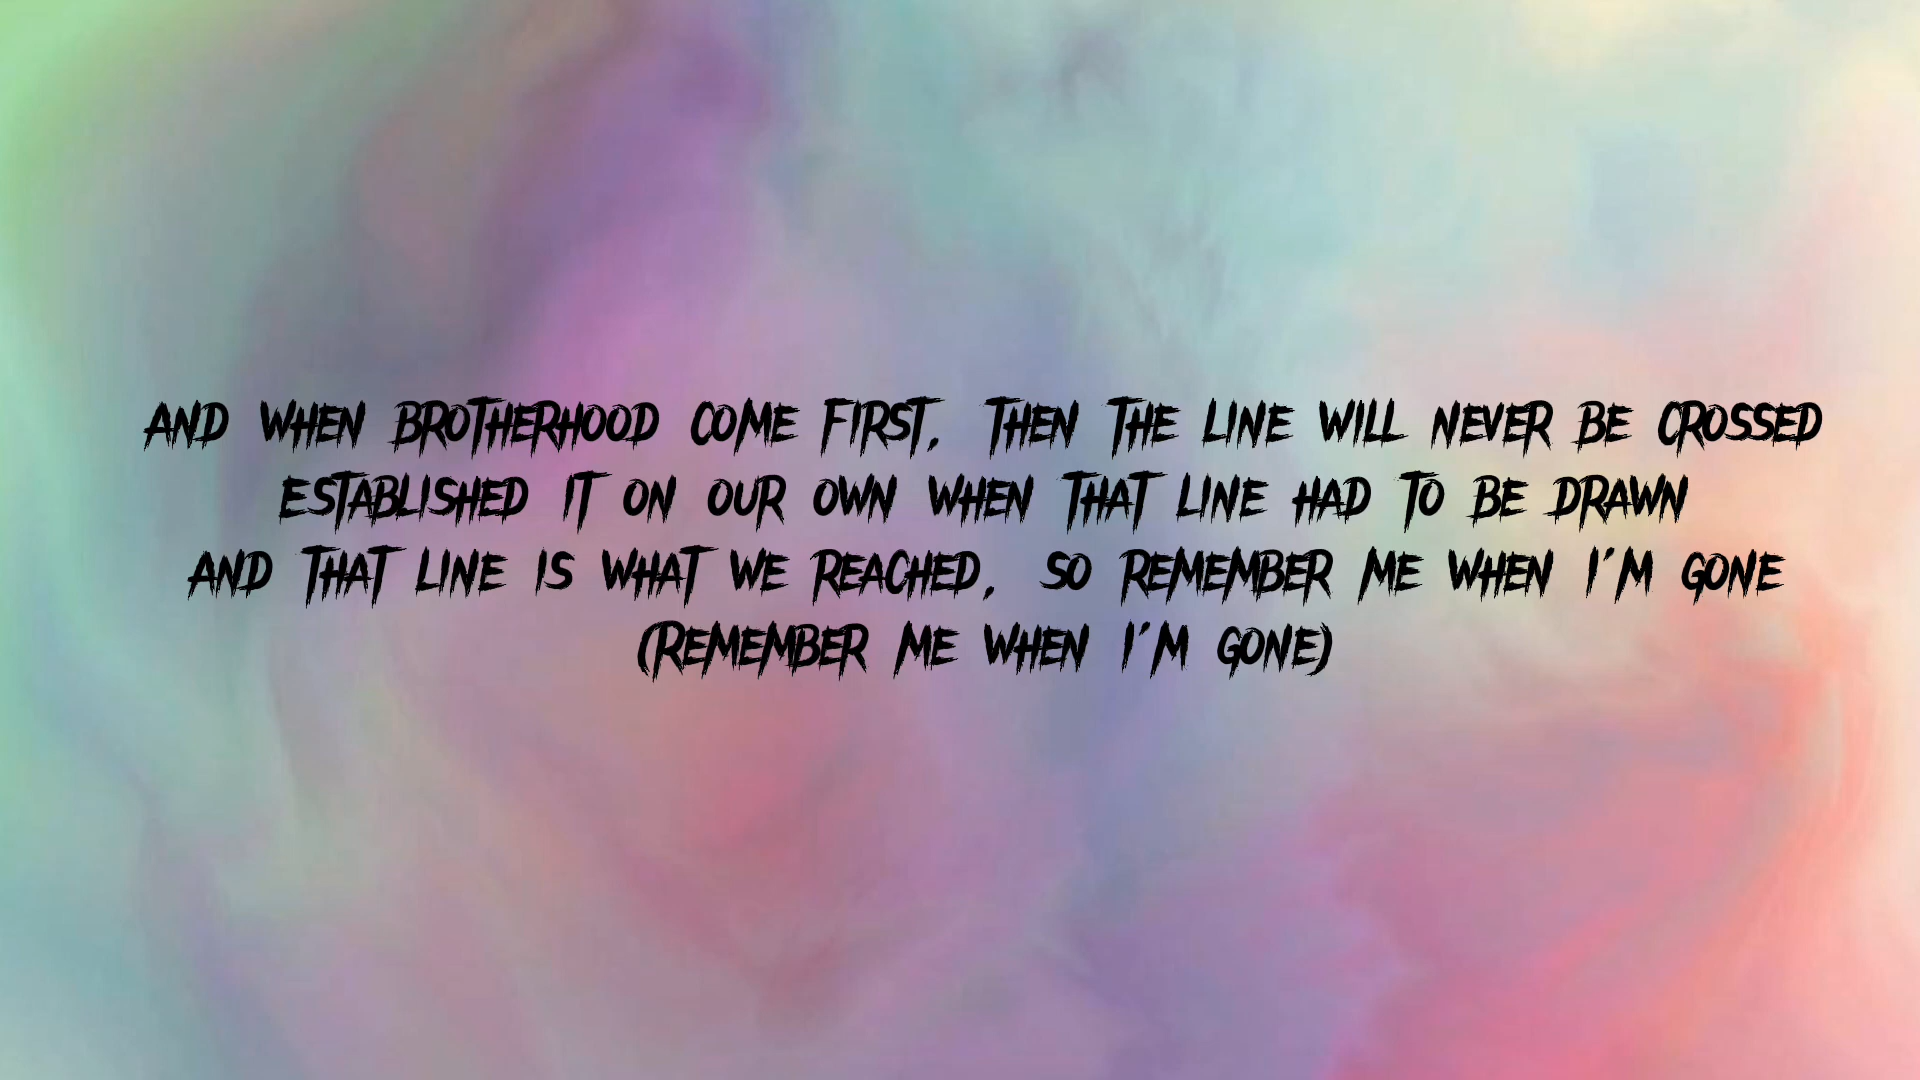 AND WHEN BROTHERHOOD COME FIRST, THEN THE LINE WILL NEVER BE CROSSED
ESTABLISHED IT ON OUR OWN WHEN THAT LINE HAD TO BE DRAWN
AND THAT LINE IS WHAT WE REACHED, SO REMEMBER ME WHEN I'M GONE
(REMEMBER ME WHEN I'M GONE)